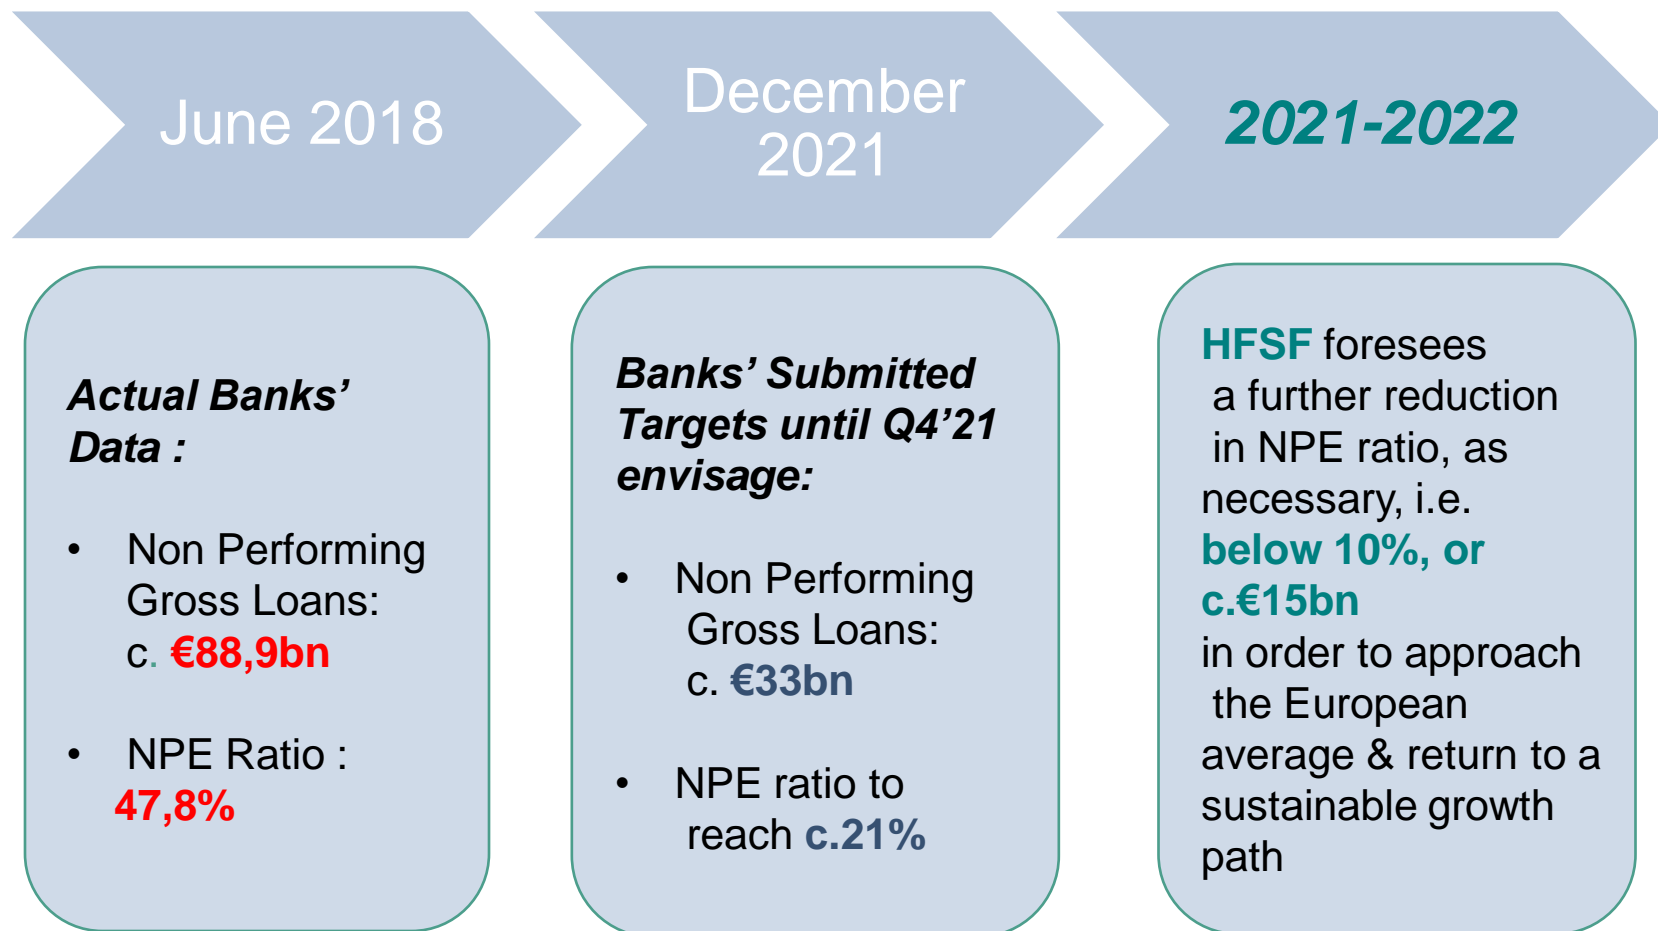 June 2018
December
2021
2021-2022
Actual Banks’
Data :
• Non Performing
Gross Loans:
c. €88,9bn
• NPE Ratio :
47,8%
Banks’ Submitted
Targets until Q4’21
envisage:
• Non Performing
Gross Loans:
c. €33bn
• NPE ratio to
reach c.21%
HFSF foresees
a further reduction
in NPE ratio, as
necessary, i.e.
below 10%, or
c.€15bn
in order to approach
the European
average & return to a
sustainable growth
path